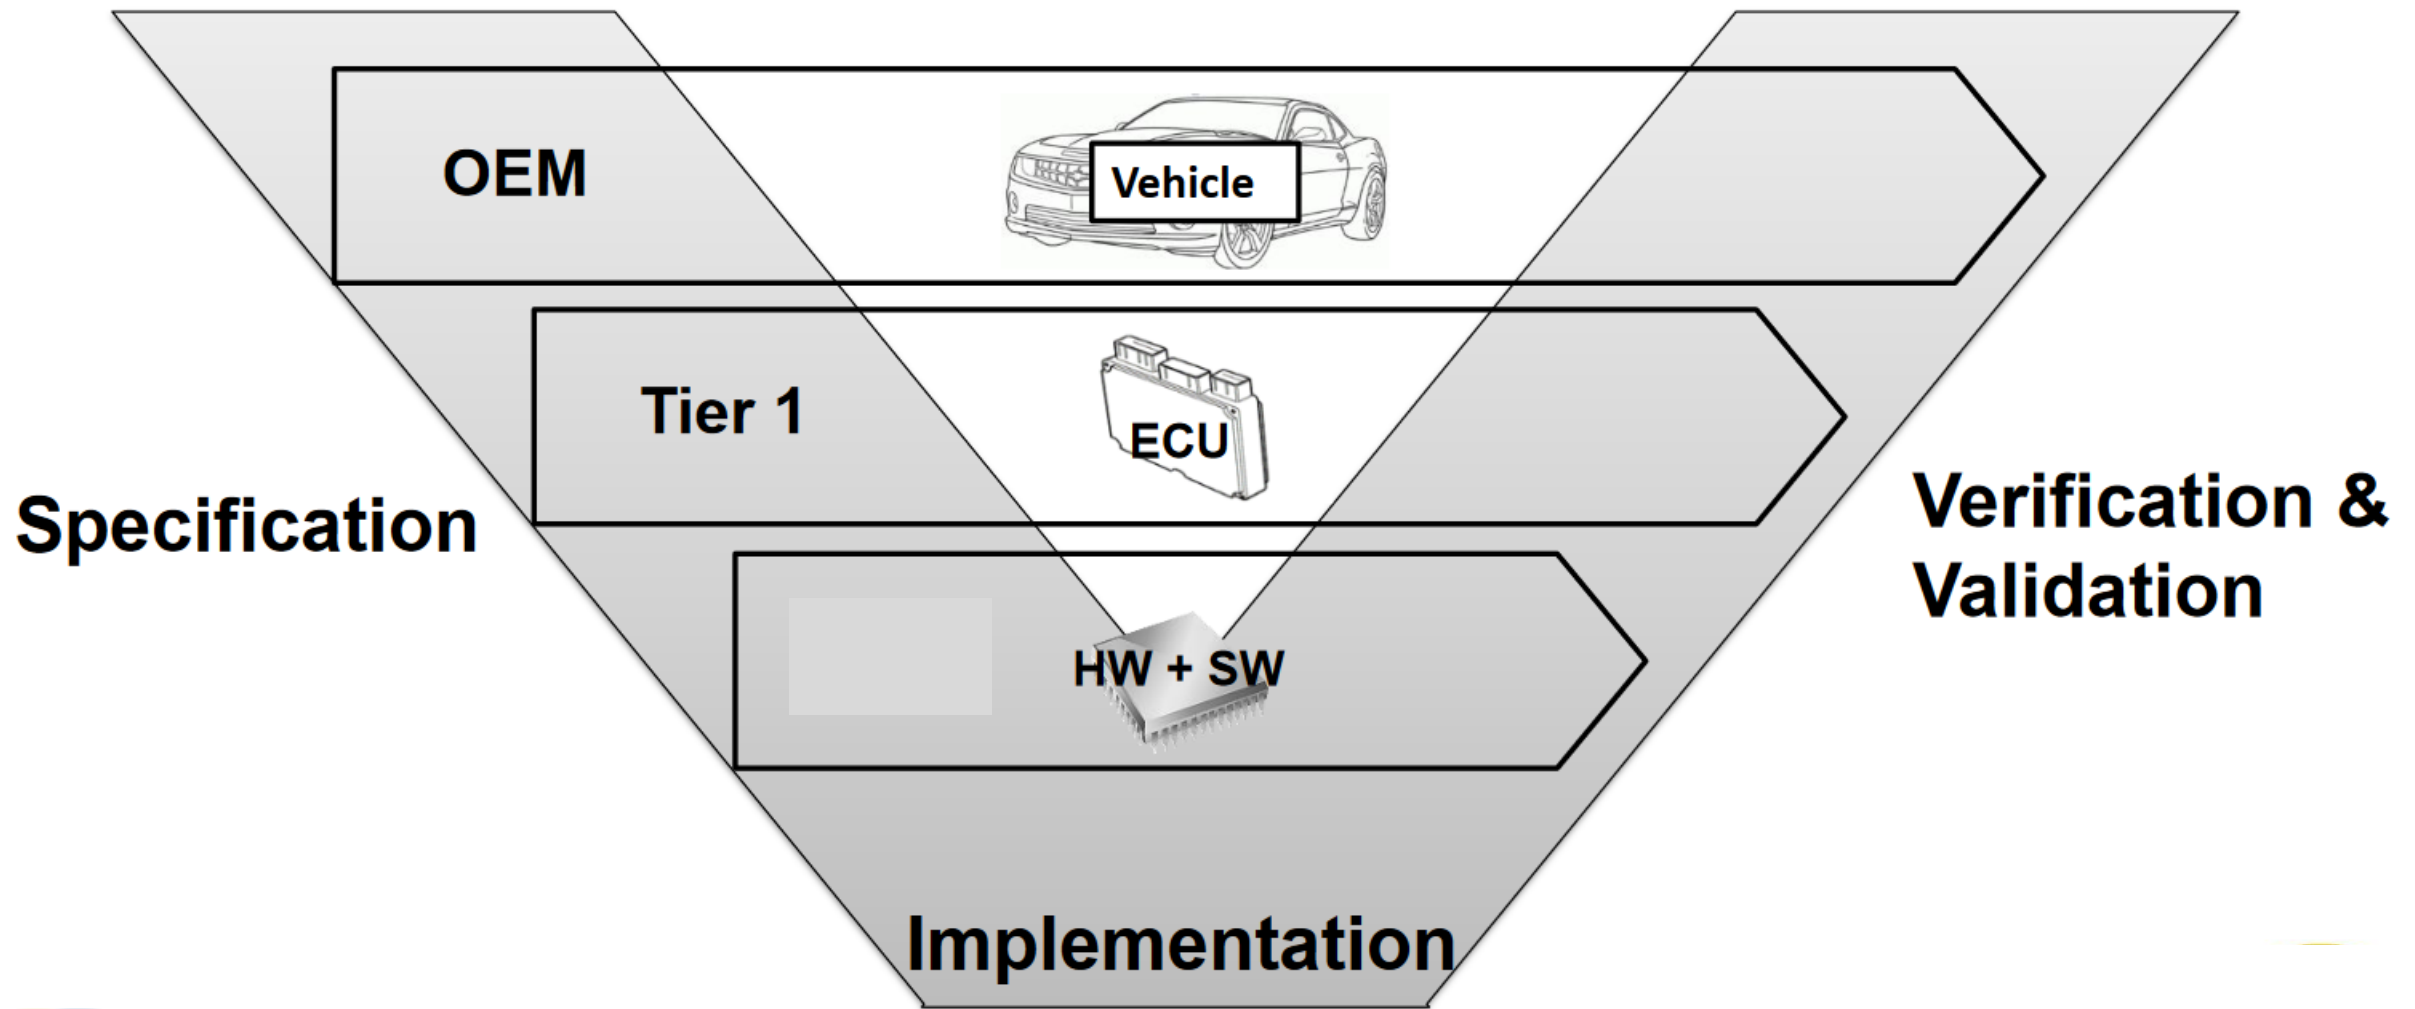 OEM
Vehicle
Tier 1
ECU
Specification
Verification &
Validation
HW + SW
Implementation